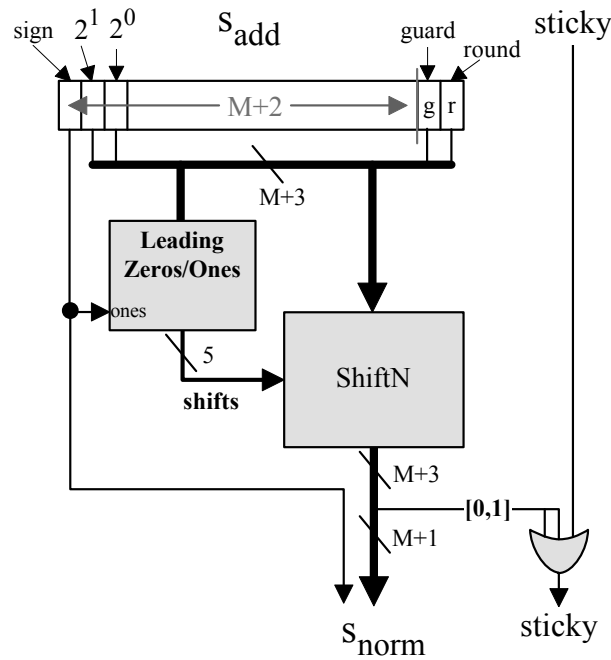 sign 2^1 2^0 s_add guard sticky
round
M+2 g r
M+3
Leading
Zeros/Ones
ones
5
shifts
ShiftN
M+3
[0,1]
M+1
s_norm sticky